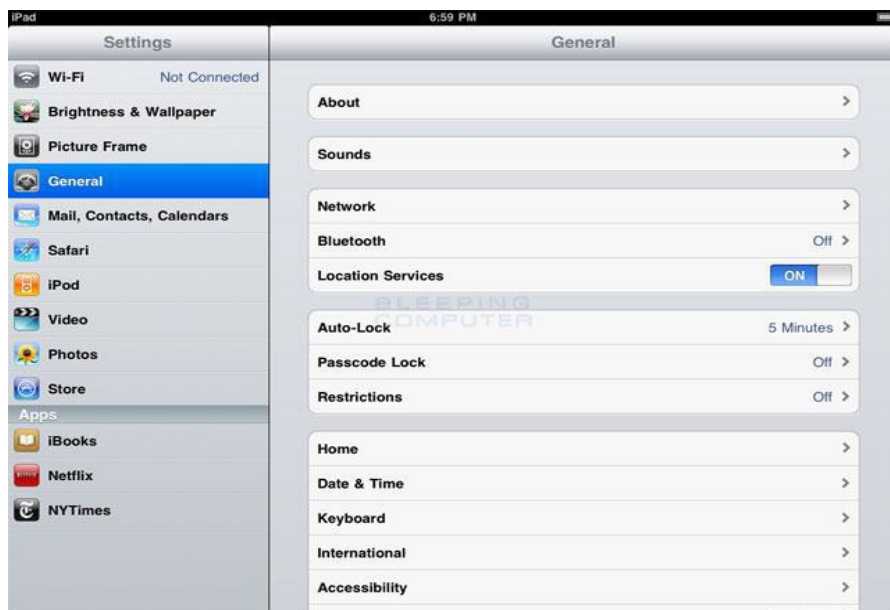 iPad 6:59 PM
Settings
General
Wi-Fi Not Connected
Brightness & Wallpaper
Picture Frame
General
Mail, Contacts, Calendars
Safari
iPod
Video
Photos
Store
Apps
iBooks
Netflix
NYTimes
About
Sounds
Network
Bluetooth Off
Location Services ON
BLEEPING
COMPUTER
Auto-Lock 5 Minutes
Passcode Lock Off
Restrictions Off
Home
Date & Time
Keyboard
International
Accessibility